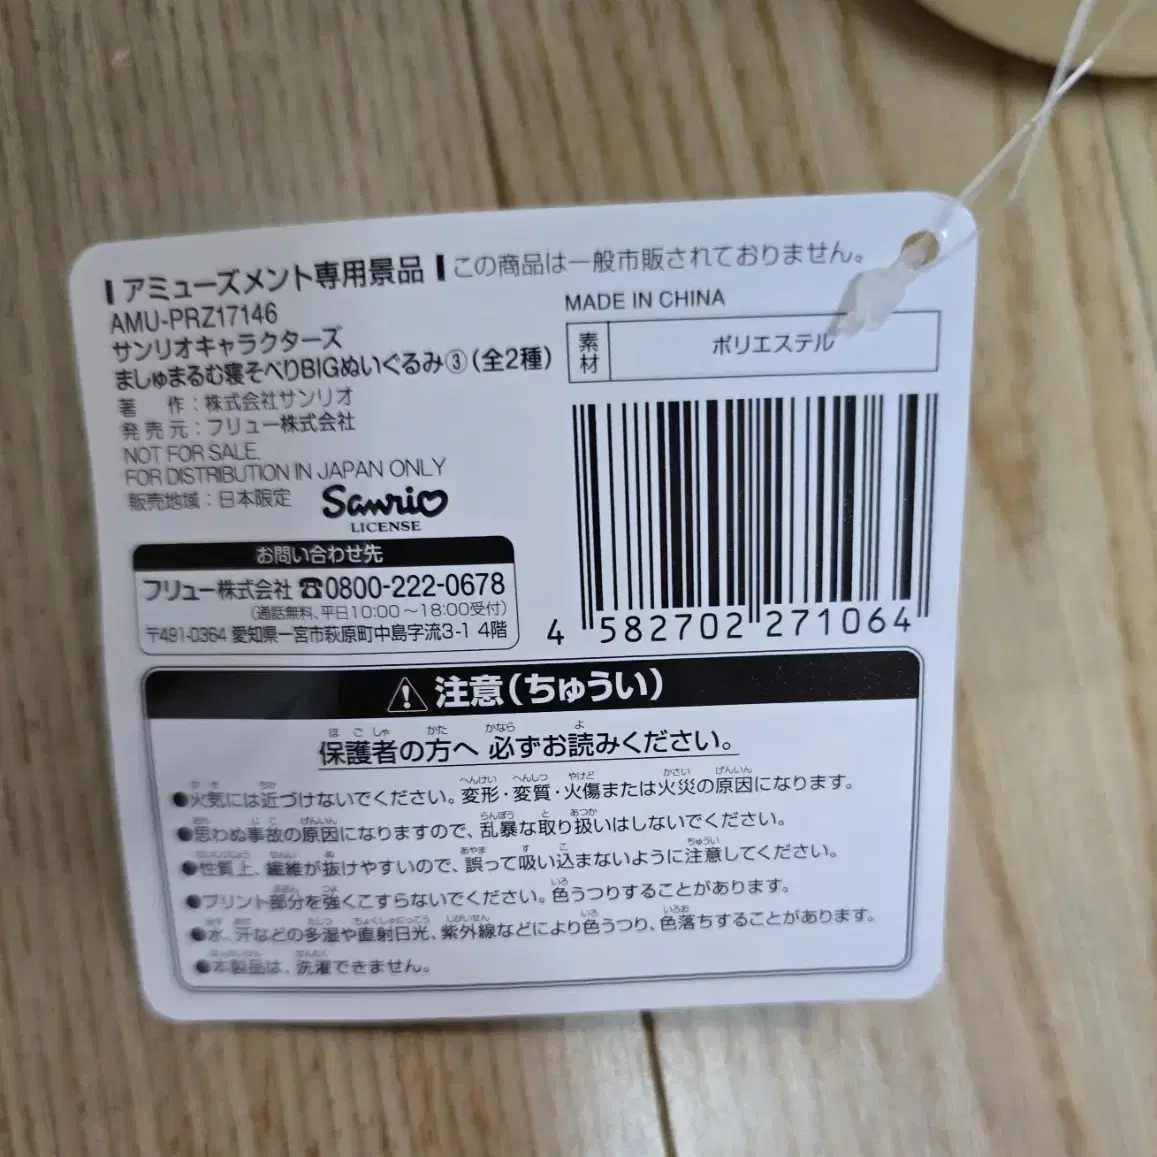 アミューズメント専用景品 この商品は一般市販されておりません。
AMU-PRZ17146
サンリオキャラクターズ
ましゅまるむ寝そべりBIGぬいぐるみ③(全2種)
著 作:株式会社サンリオ
発売元:フリュー株式会社
NOT FOR SALE.
FOR DISTRIBUTION IN JAPAN ONLY
販売地域:日本限定
Sanrio
LICENSE
MADE IN CHINA
素材 ポリエステル
4 582702 271064
お問い合わせ先
フリュー株式会社 ☎0800-222-0678
(通話無料、平日10:00~18:00受付)
〒491-0364 愛知県一宮市萩原町中島字流3-1 4階
注意(ちゅうい)
保護者の方へ 必ずお読みください。
●火気には近づけないでください。変形・変質・火傷または火災の原因になります。
●思わぬ事故の原因になりますので、乱暴な取り扱いはしないでください。
●性質上、繊維が抜けやすいので、誤って吸い込まないように注意してください。
●プリント部分を強くこすらないでください。色うつりすることがあります。
●水、汗などの多湿や直射日光、紫外線などにより色うつり、色落ちすることがあります。
●本製品は、洗濯できません。